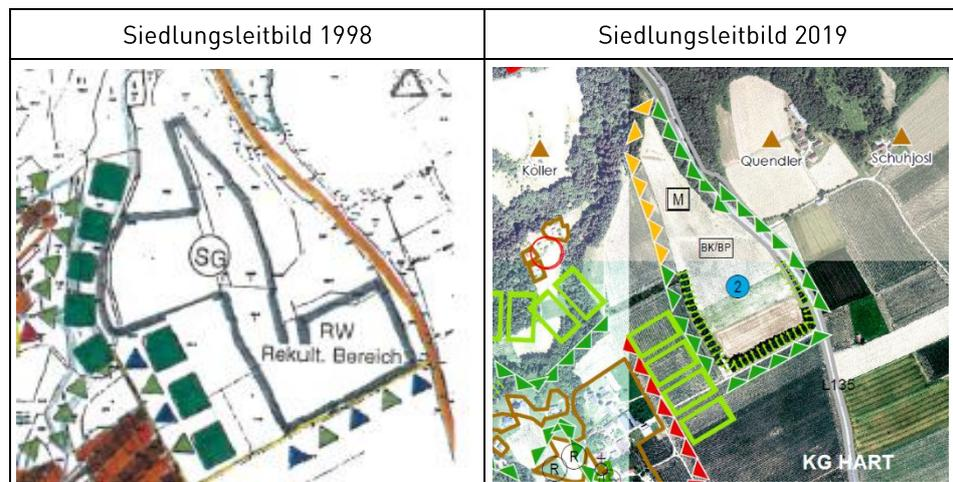 Siedlungsleitbild 1998
Siedlungsleitbild 2019
SG
RW
Rekult. Bereich
Köller
Quendler
Schuhjosl
M
BK/BP
2
L135
R
R
KG HART